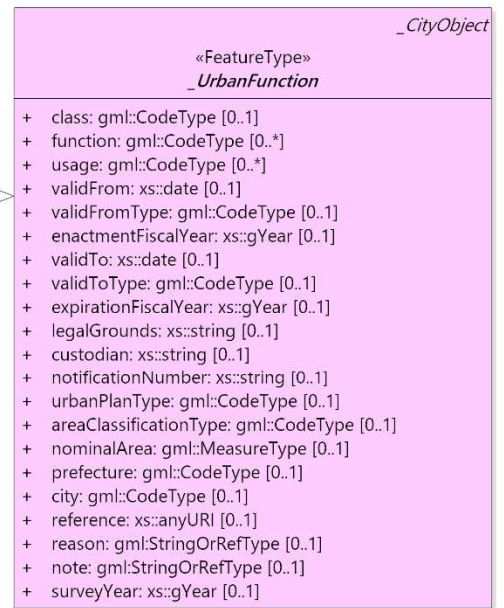 _CityObject
«FeatureType»
_UrbanFunction
+ class: gml::CodeType [0..1]
+ function: gml::CodeType [0..*]
+ usage: gml::CodeType [0..*]
+ validFrom: xs::date [0..1]
+ validFromType: gml::CodeType [0..1]
+ enactmentFiscalYear: xs::gYear [0..1]
+ validTo: xs::date [0..1]
+ validToType: gml::CodeType [0..1]
+ expirationFiscalYear: xs::gYear [0..1]
+ legalGrounds: xs::string [0..1]
+ custodian: xs::string [0..1]
+ notificationNumber: xs::string [0..1]
+ urbanPlanType: gml::CodeType [0..1]
+ areaClassificationType: gml::CodeType [0..1]
+ nominalArea: gml::MeasureType [0..1]
+ prefecture: gml::CodeType [0..1]
+ city: gml::CodeType [0..1]
+ reference: xs::anyURI [0..1]
+ reason: gml:StringOrRefType [0..1]
+ note: gml:StringOrRefType [0..1]
+ surveyYear: xs::gYear [0..1]